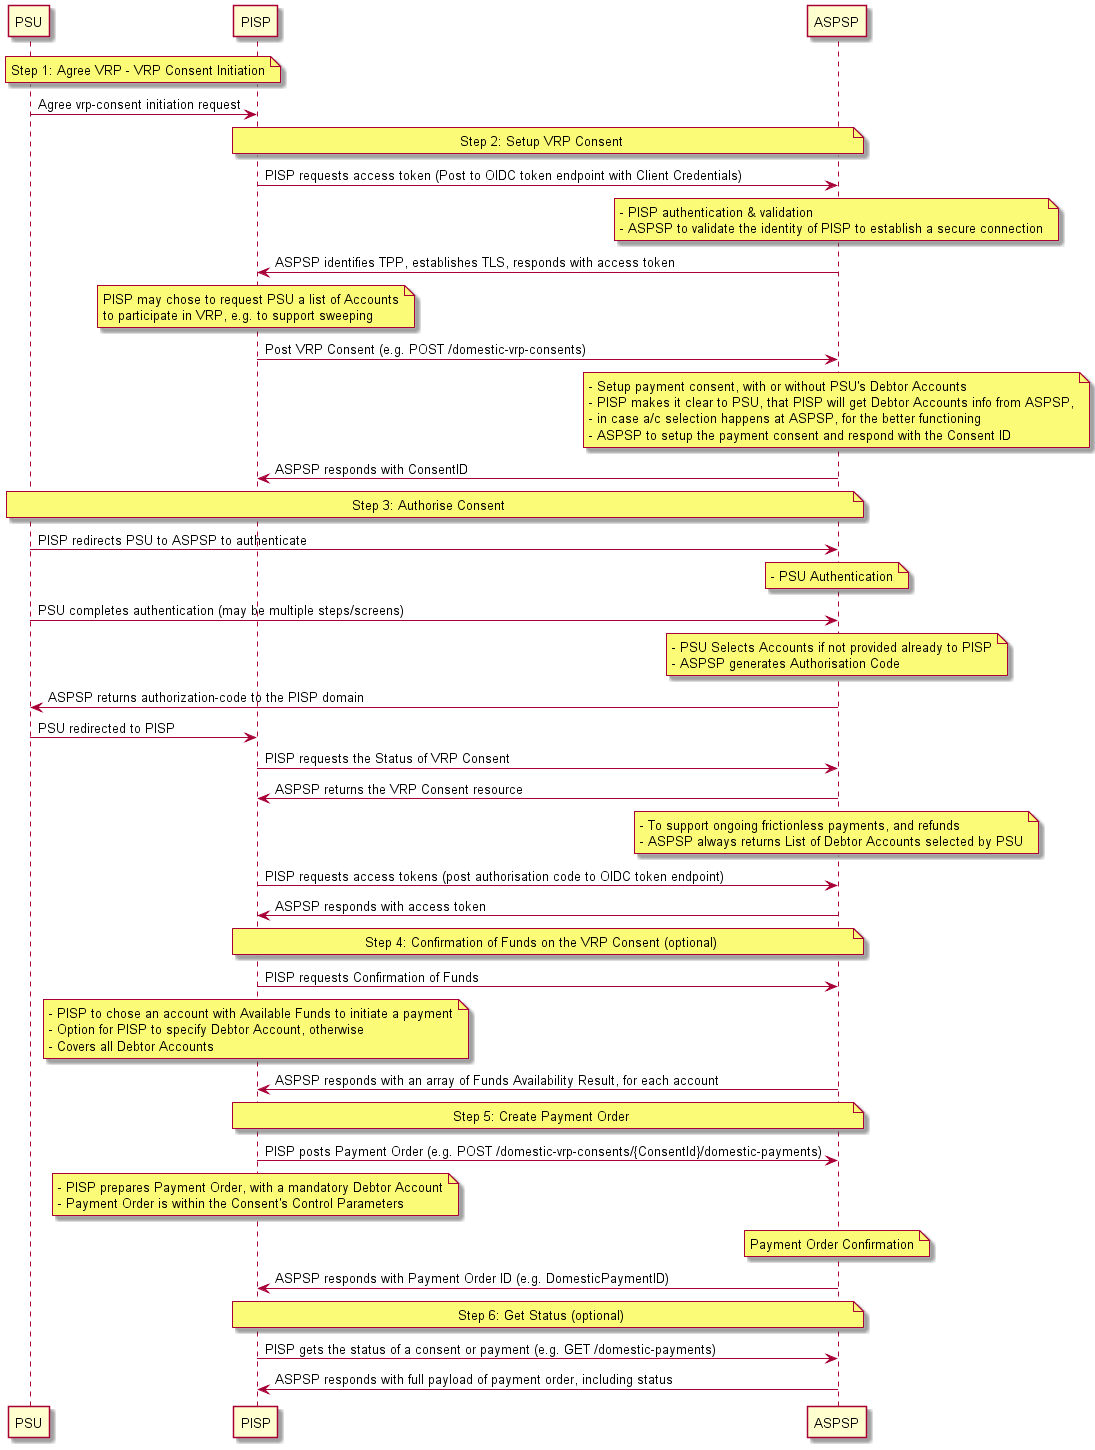 PSU
PISP
ASPSP
Step 1: Agree VRP - VRP Consent Initiation
Agree vrp-consent initiation request
Step 2: Setup VRP Consent
PISP requests access token (Post to OIDC token endpoint with Client Credentials)
- PISP authentication & validation
- ASPSP to validate the identity of PISP to establish a secure connection
ASPSP identifies TPP, establishes TLS, responds with access token
PISP may chose to request PSU a list of Accounts
to participate in VRP, e.g. to support sweeping
Post VRP Consent (e.g. POST /domestic-vrp-consents)
- Setup payment consent, with or without PSU's Debtor Accounts
- PISP makes it clear to PSU, that PISP will get Debtor Accounts info from ASPSP,
- in case a/c selection happens at ASPSP, for the better functioning
- ASPSP to setup the payment consent and respond with the Consent ID
ASPSP responds with ConsentID
Step 3: Authorise Consent
PISP redirects PSU to ASPSP to authenticate
- PSU Authentication
PSU completes authentication (may be multiple steps/screens)
- PSU Selects Accounts if not provided already to PISP
- ASPSP generates Authorisation Code
ASPSP returns authorization-code to the PISP domain
PSU redirected to PISP
PISP requests the Status of VRP Consent
ASPSP returns the VRP Consent resource
- To support ongoing frictionless payments, and refunds
- ASPSP always returns List of Debtor Accounts selected by PSU
PISP requests access tokens (post authorisation code to OIDC token endpoint)
ASPSP responds with access token
Step 4: Confirmation of Funds on the VRP Consent (optional)
PISP requests Confirmation of Funds
- PISP to chose an account with Available Funds to initiate a payment
- Option for PISP to specify Debtor Account, otherwise
- Covers all Debtor Accounts
ASPSP responds with an array of Funds Availability Result, for each account
Step 5: Create Payment Order
PISP posts Payment Order (e.g. POST /domestic-vrp-consents/{ConsentId}/domestic-payments)
- PISP prepares Payment Order, with a mandatory Debtor Account
- Payment Order is within the Consent's Control Parameters
Payment Order Confirmation
ASPSP responds with Payment Order ID (e.g. DomesticPaymentID)
Step 6: Get Status (optional)
PISP gets the status of a consent or payment (e.g. GET /domestic-payments)
ASPSP responds with full payload of payment order, including status
PSU
PISP
ASPSP